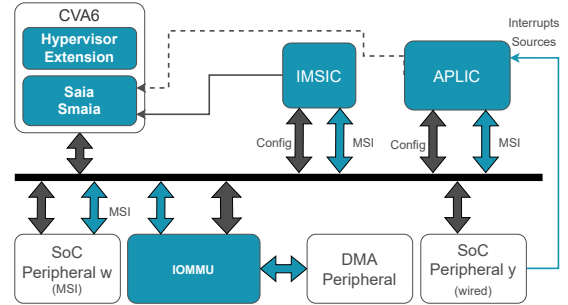 CVA6
Hypervisor
Extension
Saia
Smaia
IMSIC
APLIC
Interrupts
Sources
Config
MSI
Config
MSI
MSI
SoC
Peripheral w
(MSI)
IOMMU
DMA
Peripheral
SoC
Peripheral y
(wired)